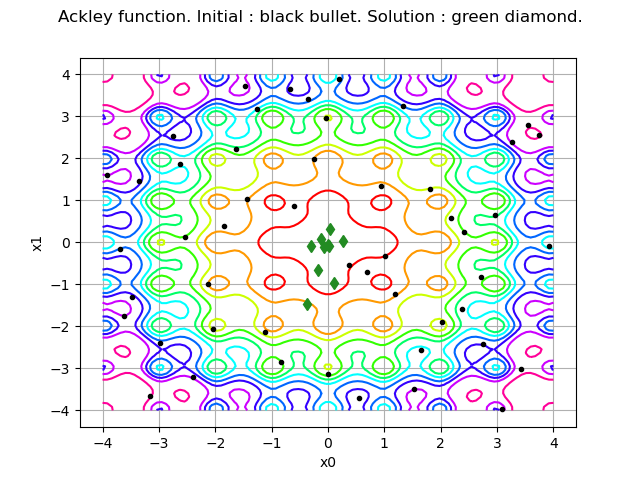 Ackley function. Initial : black bullet. Solution : green diamond.
4
3
2
1
0
−1
−2
−3
−4
x1
−4 −3 −2 −1 0 1 2 3 4
x0